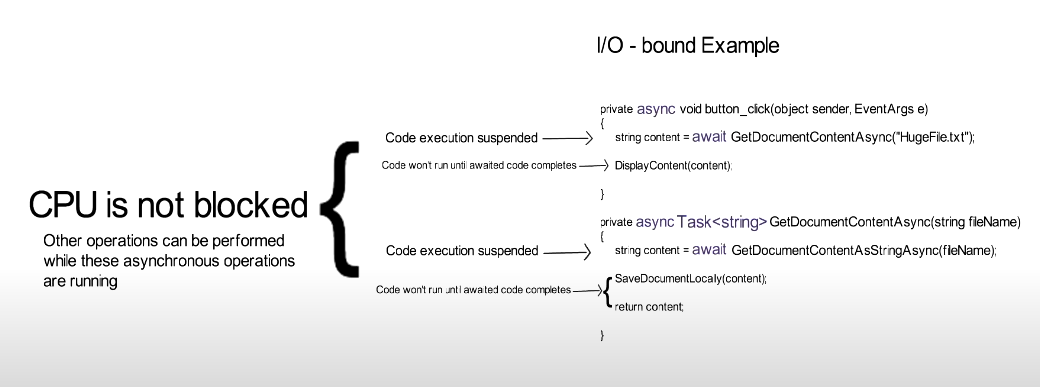 I/O - bound Example
private async void button_click(object sender, EventArgs e)
{
Code execution suspended
string content = await GetDocumentContentAsync("HugeFile.txt");
Code won't run until awaited code completes
DisplayContent(content);
}
CPU is not blocked
Other operations can be performed
while these asynchronous operations
are running
private async Task<string> GetDocumentContentAsync(string fileName)
{
Code execution suspended
string content = await GetDocumentContentAsStringAsync(fileName);
SaveDocumentLocally(content);
Code won't run until awaited code completes
return content;
}